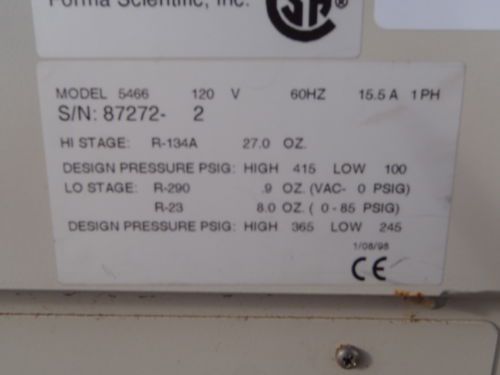 Forma Scientific, Inc.
SA
MODEL 5466 120 V 60HZ 15.5 A 1 PH
S/N: 87272- 2
HI STAGE: R-134A 27.0 OZ.
DESIGN PRESSURE PSIG: HIGH 415 LOW 100
LO STAGE: R-290 .9 OZ. (VAC- 0 PSIG)
R-23 8.0 OZ. ( 0-85 PSIG)
DESIGN PRESSURE PSIG: HIGH 365 LOW 245
1/08/98
CE